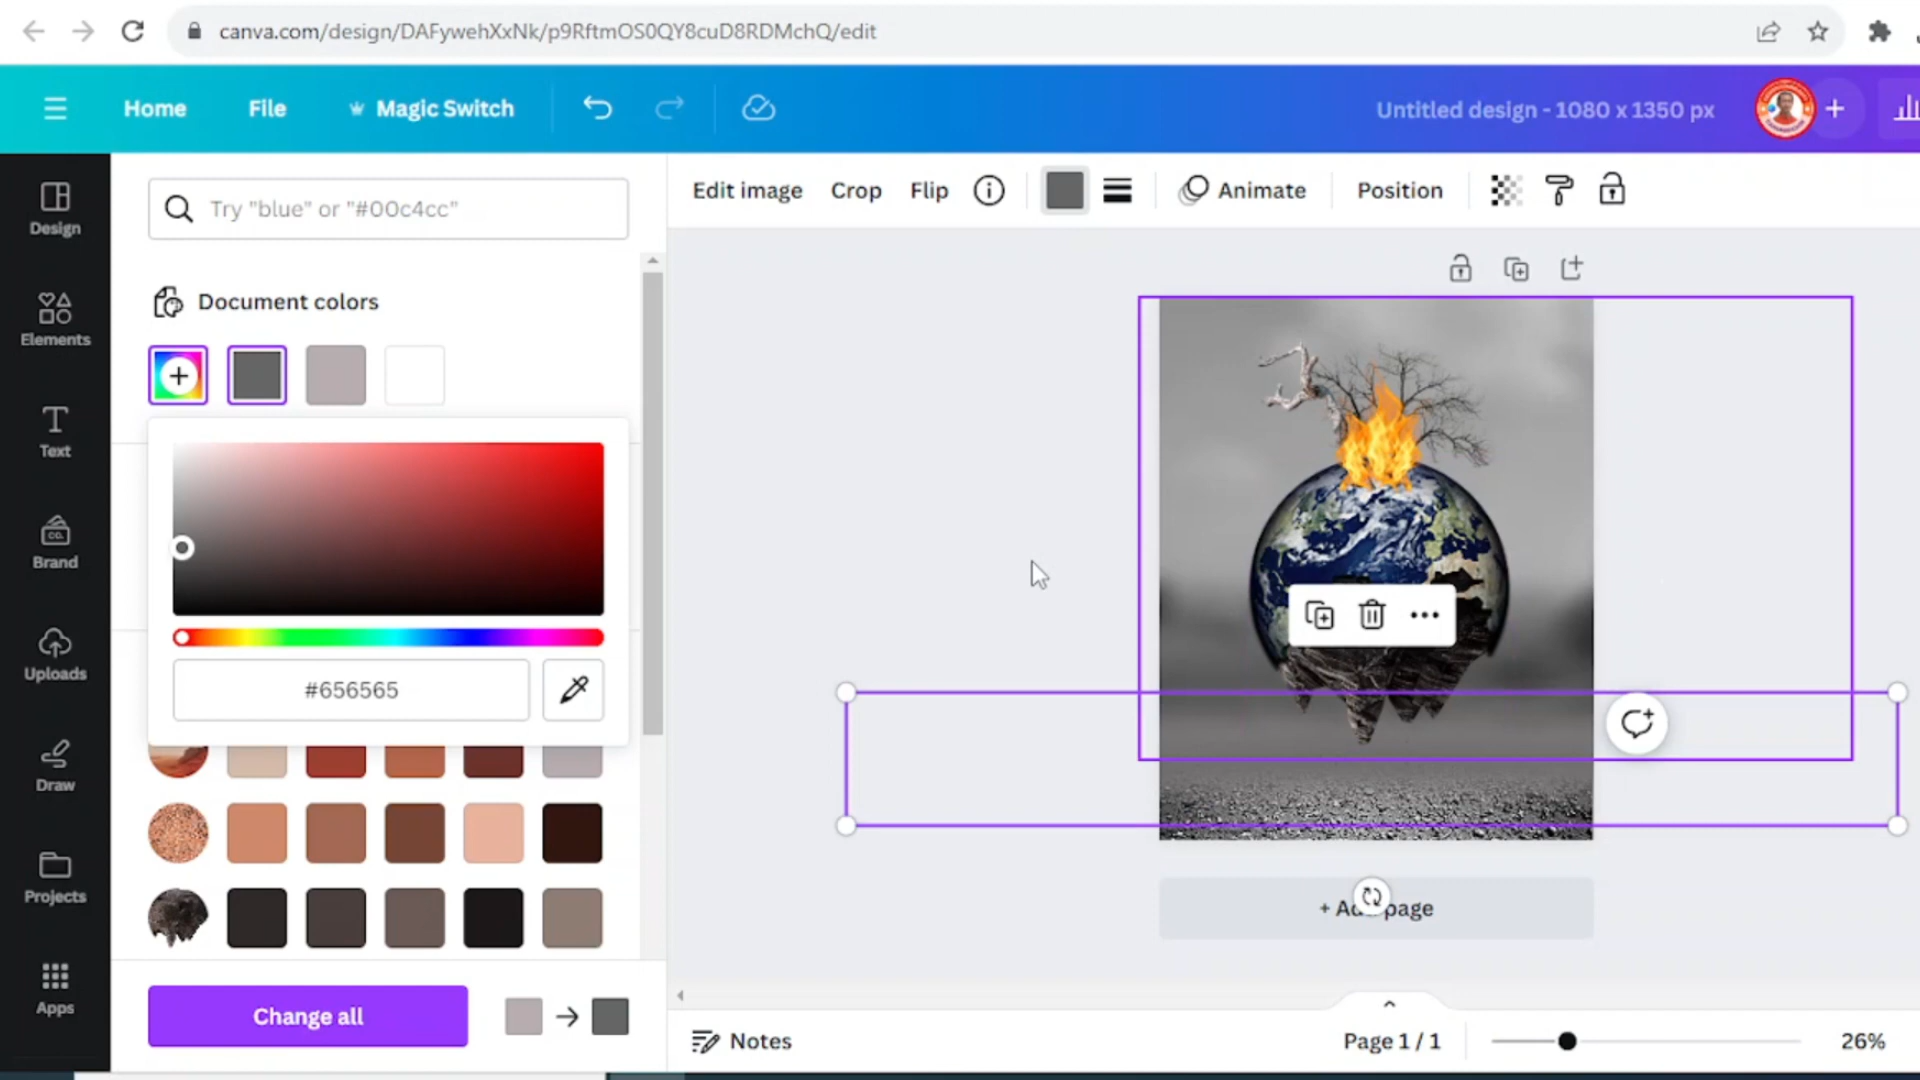 canva.com/design/DAFywehXxNk/p9RftmOS0QY8cuD8RDMchQ/edit
Home
File
Magic Switch
Untitled design - 1080 x 1350 px
Design
Elements
Text
Brand
CO.
Uploads
Draw
Projects
Apps
Try "blue" or "#00c4cc"
Document colors
#656565
Change all
Edit image
Crop
Flip
Animate
Position
+ Add page
Notes
Page 1 / 1
26%